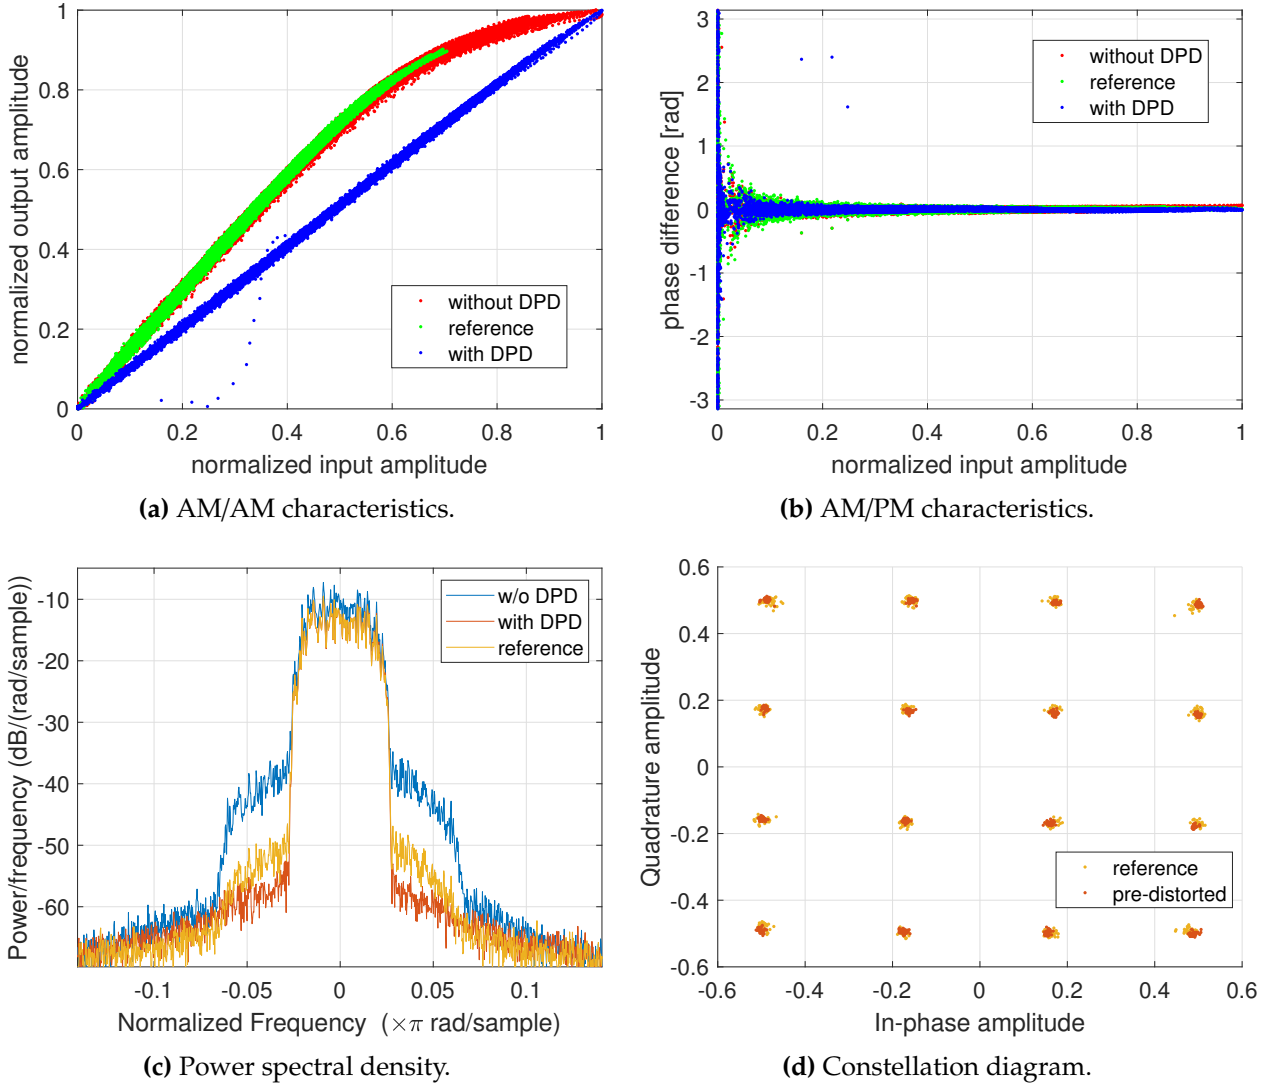 1
0.8
0.6
0.4
0.2
0
0 0.2 0.4 0.6 0.8 1
normalized output amplitude
normalized input amplitude
without DPD
reference
with DPD
(a) AM/AM characteristics.
3
2
1
0
-1
-2
-3
0 0.2 0.4 0.6 0.8 1
phase difference [rad]
normalized input amplitude
without DPD
reference
with DPD
(b) AM/PM characteristics.
-10
-20
-30
-40
-50
-60
-0.1 -0.05 0 0.05 0.1
Power/frequency (dB/(rad/sample))
Normalized Frequency (×π rad/sample)
w/o DPD
with DPD
reference
(c) Power spectral density.
0.6
0.4
0.2
0
-0.2
-0.4
-0.6
-0.6 -0.4 -0.2 0 0.2 0.4 0.6
Quadrature amplitude
In-phase amplitude
reference
pre-distorted
(d) Constellation diagram.